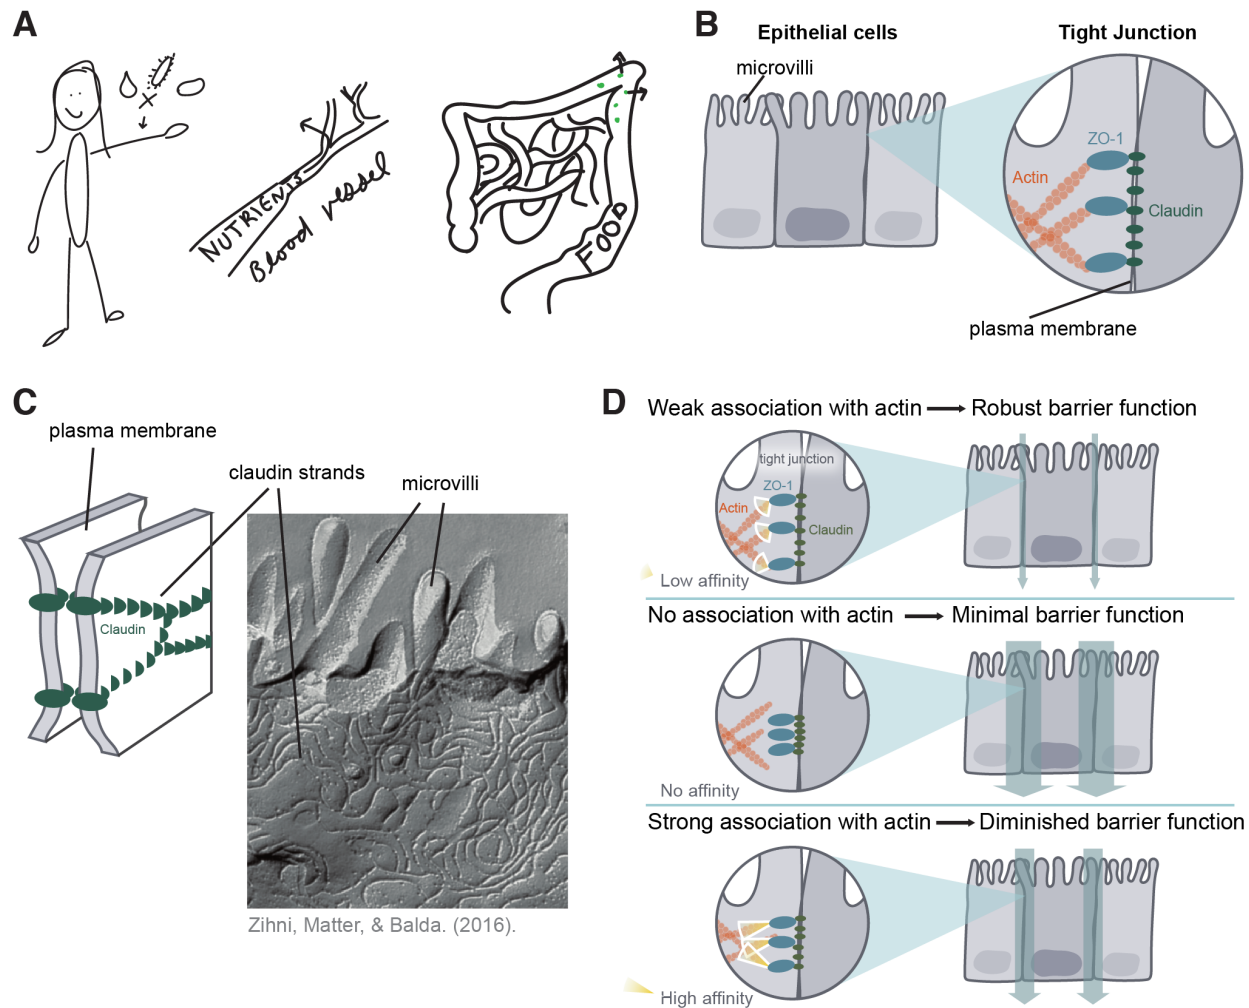 A
NUTRIENTS
Blood vessel
FOOD
B
Epithelial cells
Tight Junction
microvilli
ZO-1
Actin
Claudin
plasma membrane
C
plasma membrane
claudin strands
microvilli
Claudin
Zihni, Matter, & Balda. (2016).
D
Weak association with actin Robust barrier function
tight junction
ZO-1
Actin
Claudin
Low affinity
No association with actin Minimal barrier function
No affinity
Strong association with actin Diminished barrier function
High affinity